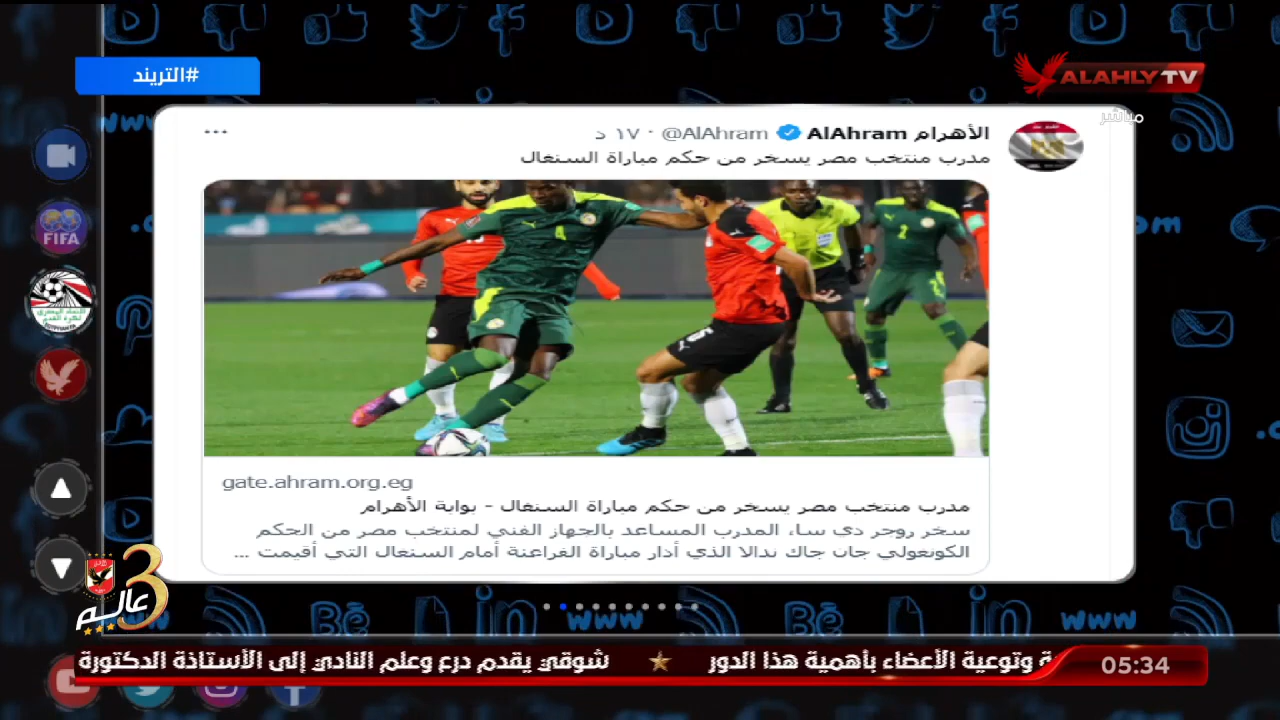 #التريند
ALAHLY TV
مباشر
الأهرام AlAhram @AlAhram · ١٧ د
مدرب منتخب مصر يسخر من حكم مباراة السنغال
FIFA
gate.ahram.org.eg
مدرب منتخب مصر يسخر من حكم مباراة السنغال - بوابة الأهرام
سخر روجر دي سا، المدرب المساعد بالجهاز الفني لمنتخب مصر من الحكم
الكونغولي جان جاك ندالا الذي أدار مباراة الفراعنة أمام السنغال التي أقيمت ...
3
عالم
ة وتوعية الأعضاء بأهمية هذا الدور ★ شوقي يقدم درع وعلم النادي إلى الأستاذة الدكتورة
05:34